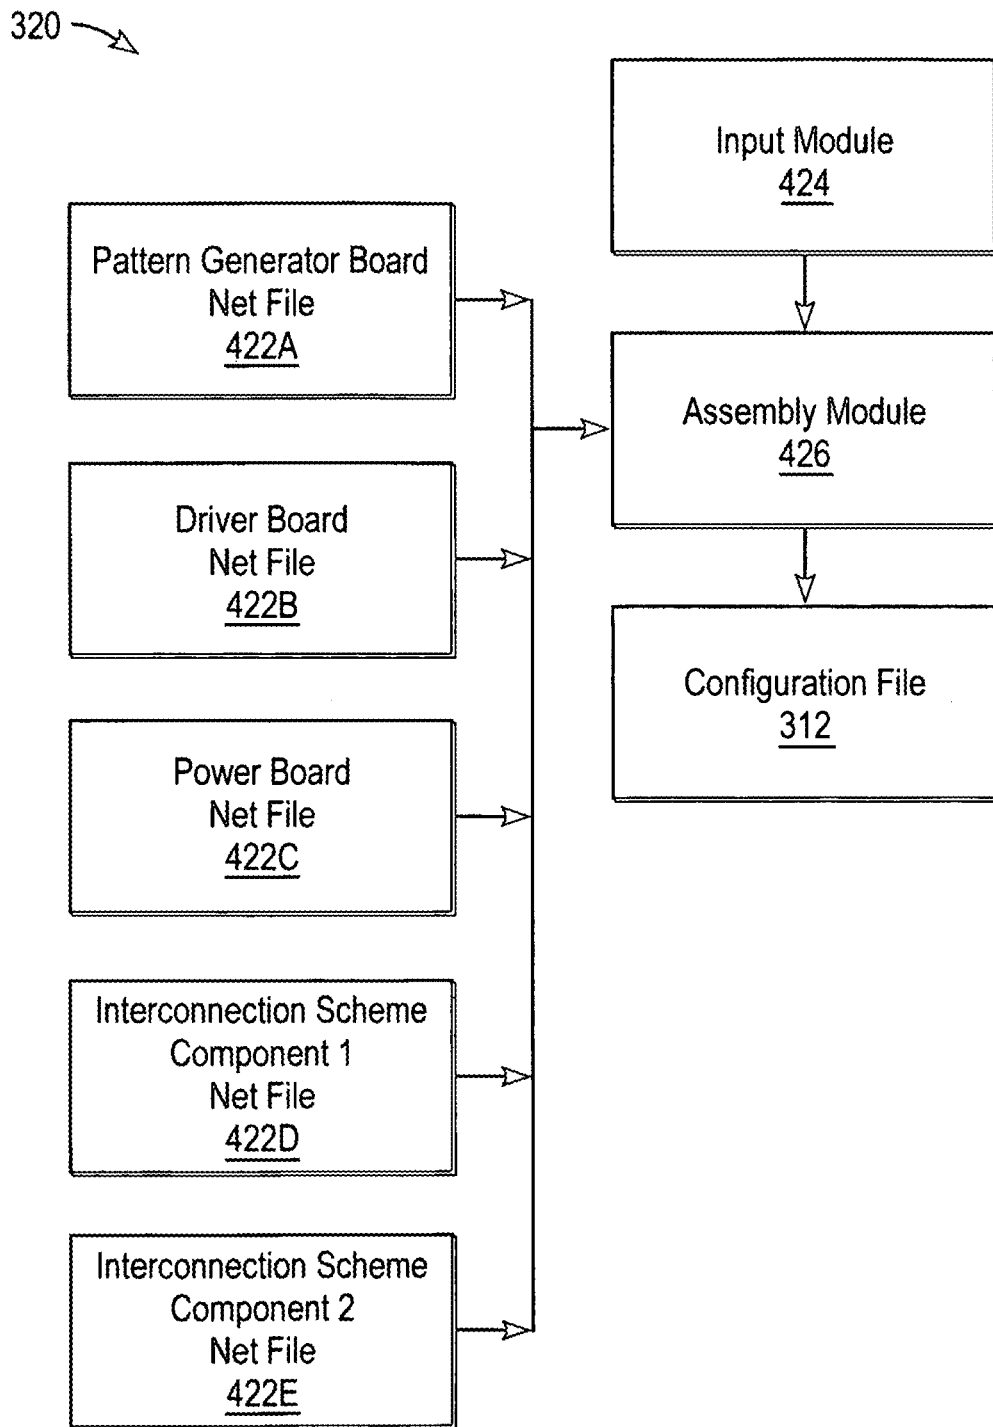 320
Input Module
424
Pattern Generator Board
Net File
422A
Assembly Module
426
Driver Board
Net File
422B
Configuration File
312
Power Board
Net File
422C
Interconnection Scheme
Component 1
Net File
422D
Interconnection Scheme
Component 2
Net File
422E